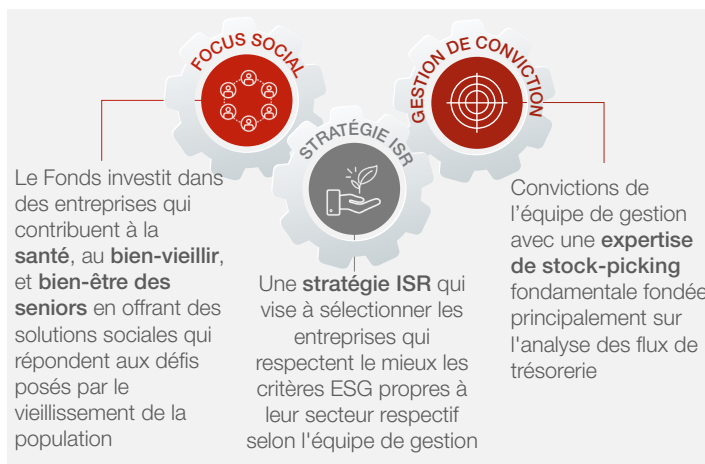 FOCUS SOCIAL
STRATÉGIE ISR
GESTION DE CONVICTION
Le Fonds investit dans
des entreprises qui
contribuent à la
santé, au bien-vieillir,
et bien-être des
seniors en offrant des
solutions sociales qui
répondent aux défis
posés par le
vieillissement de la
population
Une stratégie ISR qui
vise à sélectionner les
entreprises qui
respectent le mieux les
critères ESG propres à
leur secteur respectif
selon l'équipe de gestion
Convictions de
l’équipe de gestion
avec une expertise
de stock-picking
fondamentale fondée
principalement sur
l'analyse des flux de
trésorerie